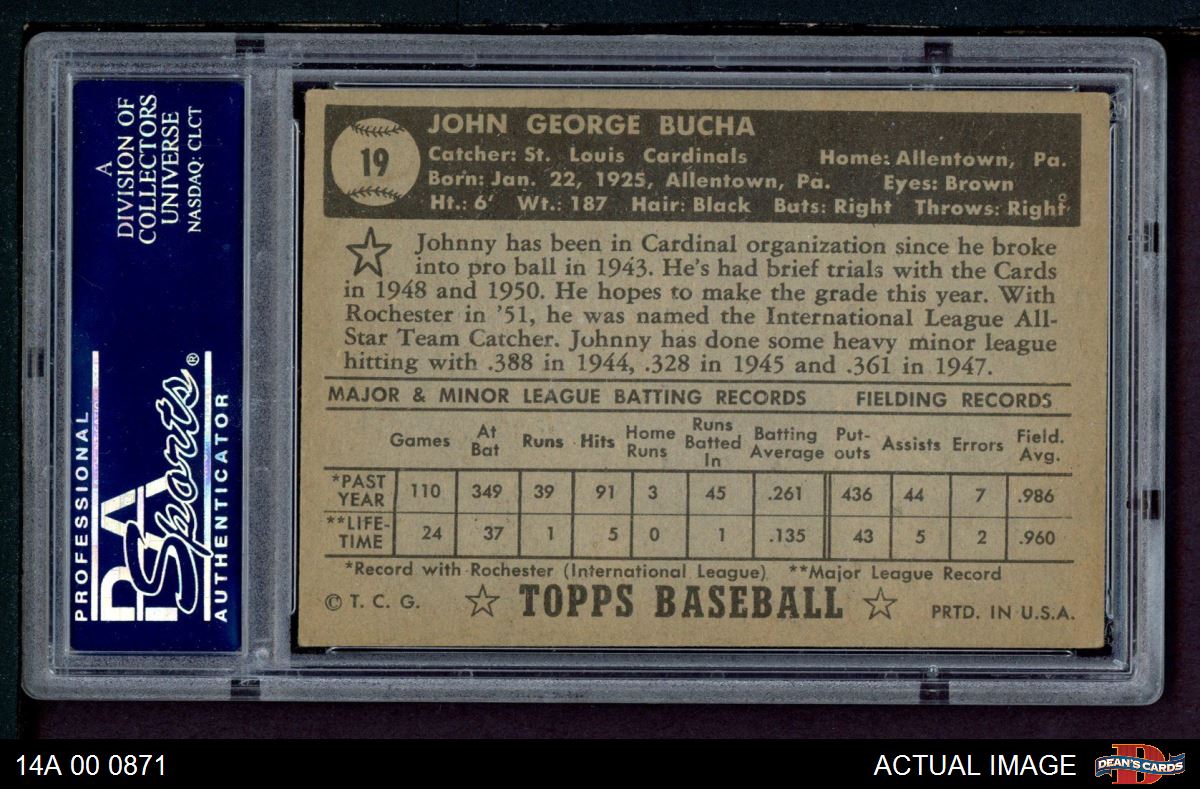 A
DIVISION OF
COLLECTORS
UNIVERSE
NASDAQ: CLCT
PROFESSIONAL
PSA
Sports®
AUTHENTICATOR
19
JOHN GEORGE BUCHA
Catcher: St. Louis Cardinals Home: Allentown, Pa.
Born: Jan. 22, 1925, Allentown, Pa. Eyes: Brown
Ht.: 6' Wt.: 187 Hair: Black Bats: Right Throws: Right
Johnny has been in Cardinal organization since he broke
into pro ball in 1943. He's had brief trials with the Cards
in 1948 and 1950. He hopes to make the grade this year. With
Rochester in '51, he was named the International League All-
Star Team Catcher. Johnny has done some heavy minor league
hitting with .388 in 1944, .328 in 1945 and .361 in 1947.
MAJOR & MINOR LEAGUE BATTING RECORDS FIELDING RECORDS
Games At Bat Runs Hits Home Runs Runs Batted In Batting Average Put-outs Assists Errors Field. Avg.
*PAST YEAR 110 349 39 91 3 45 .261 436 44 7 .986
**LIFE-TIME 24 37 1 5 0 1 .135 43 5 2 .960
*Record with Rochester (International League) **Major League Record
© T. C. G. TOPPS BASEBALL PRTD. IN U.S.A.
14A 00 0871
ACTUAL IMAGE
D
DEAN'S CARDS